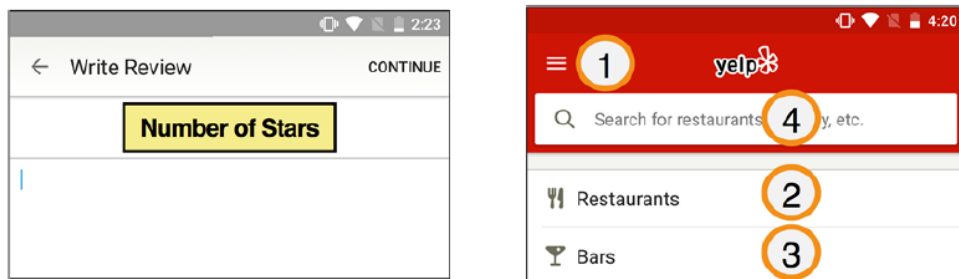 2:23
Write Review
CONTINUE
Number of Stars
4:20
1
yelp
Search for restaurants
4
y, etc.
Restaurants
2
Bars
3